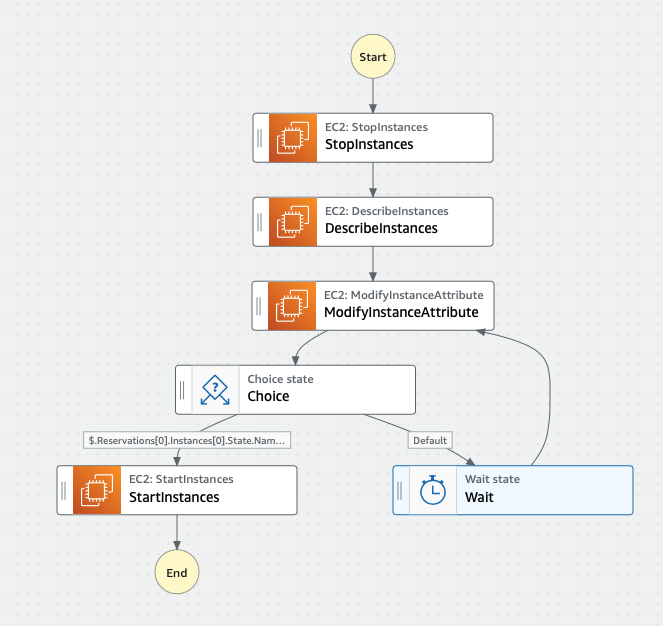 Start
EC2: StopInstances
StopInstances
EC2: DescribeInstances
DescribeInstances
EC2: ModifyInstanceAttribute
ModifyInstanceAttribute
Choice state
Choice
$.Reservations[0].Instances[0].State.Nam...
Default
EC2: StartInstances
StartInstances
Wait state
Wait
End